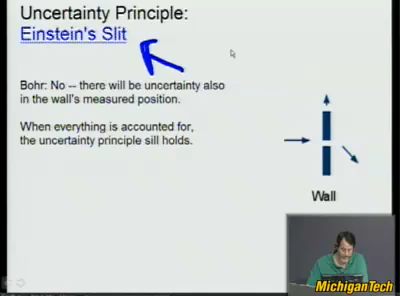 Uncertainty Principle:
Einstein's Slit
Bohr: No -- there will be uncertainty also
in the wall's measured position.
When everything is accounted for,
the uncertainty principle sill holds.
Wall
MichiganTech